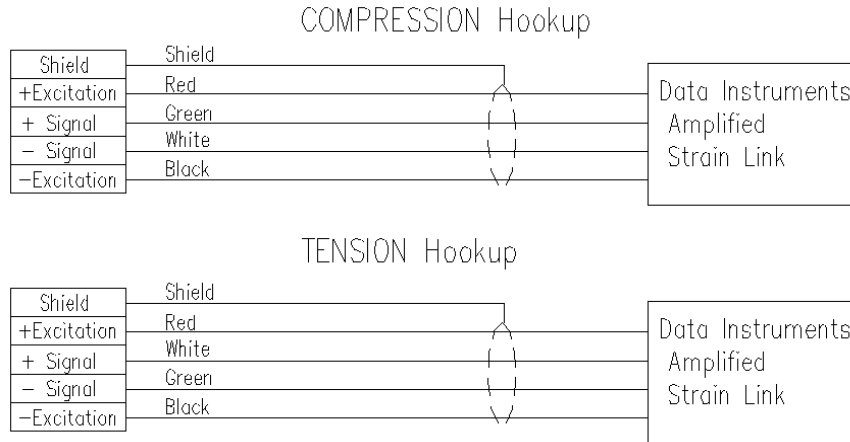 COMPRESSION Hookup
Shield Shield
+Excitation Red Data Instruments
+ Signal Green Amplified
- Signal White Strain Link
-Excitation Black
TENSION Hookup
Shield Shield
+Excitation Red Data Instruments
+ Signal White Amplified
- Signal Green Strain Link
-Excitation Black